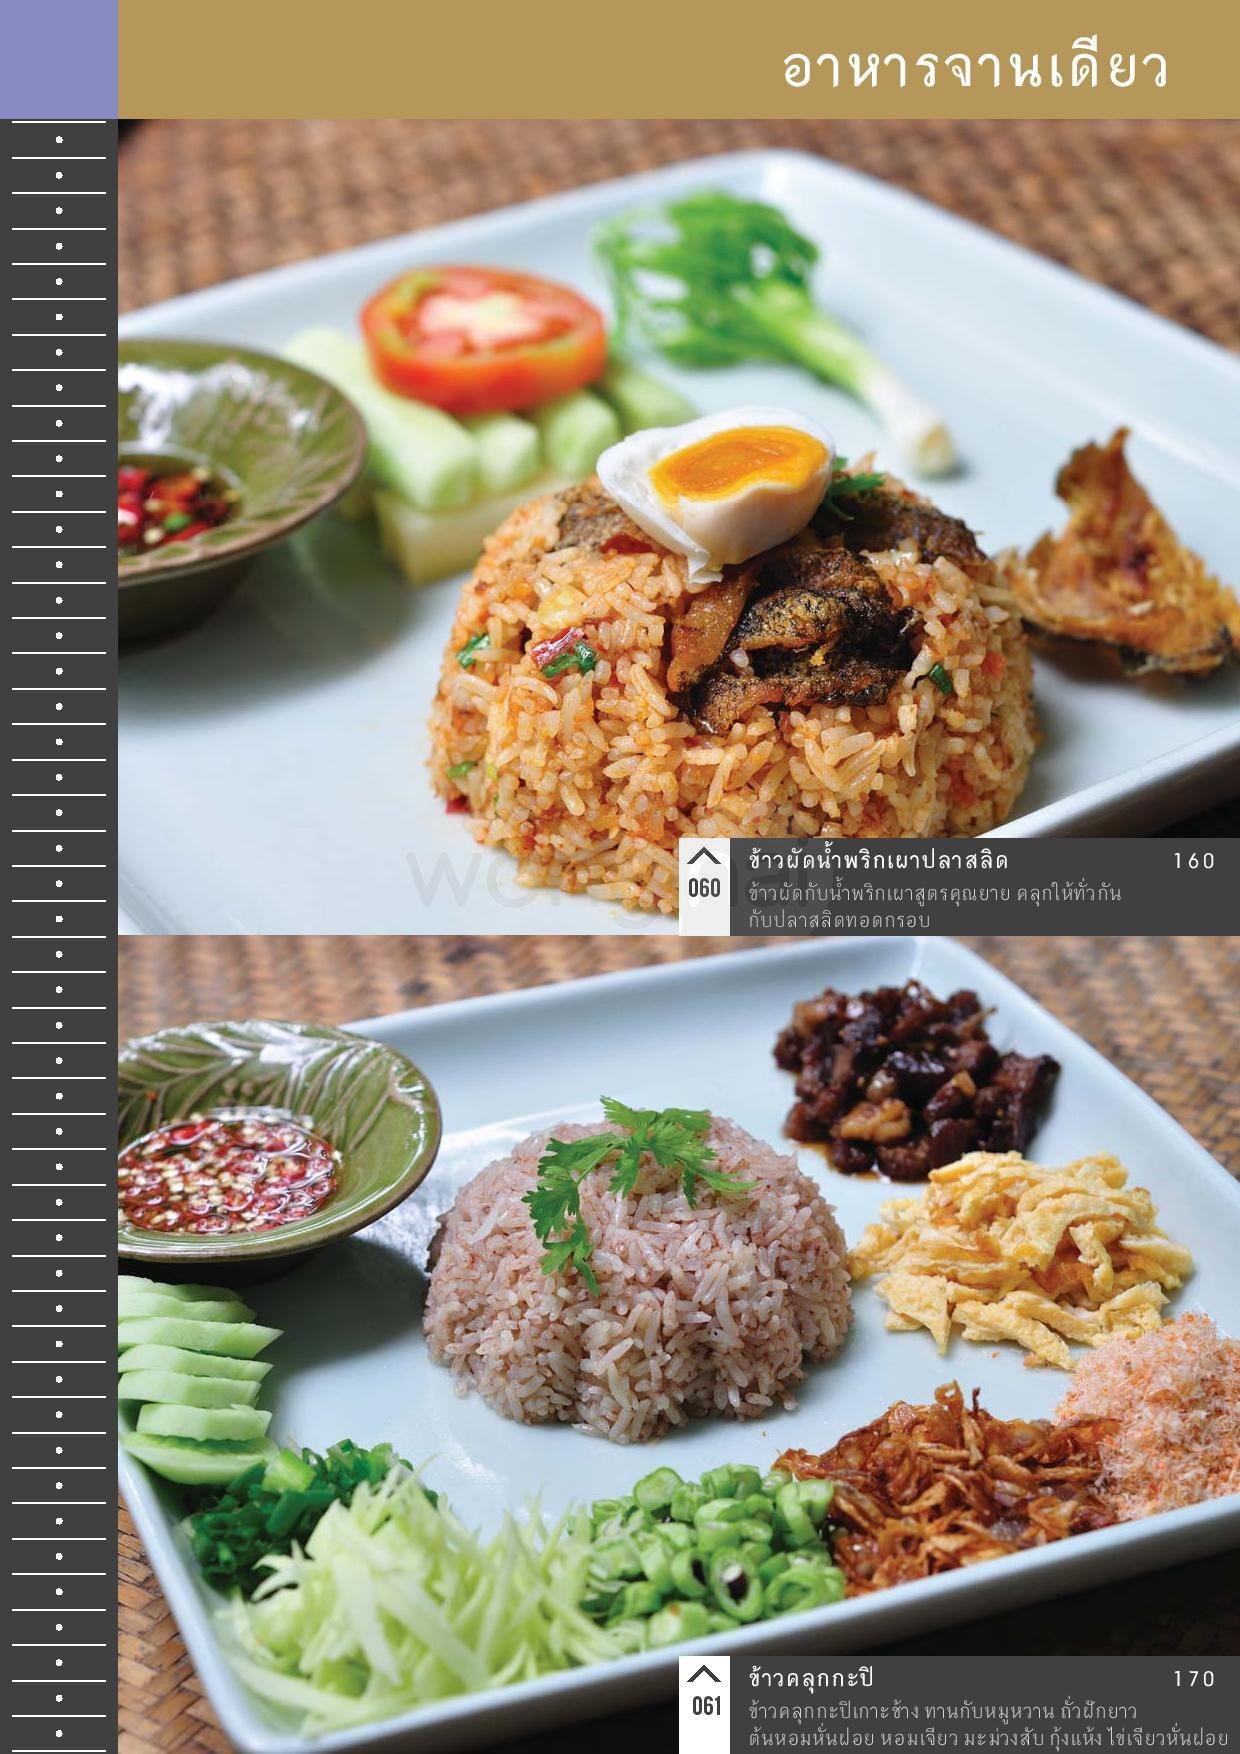 อาหารจานเดียว
060
ข้าวผัดน้ำพริกเผาปลาสลิด 160
ข้าวผัดกับน้ำพริกเผาสูตรคุณยาย คลุกให้ทั่วกัน
กับปลาสลิดทอดกรอบ
061
ข้าวคลุกกะปิ 170
ข้าวคลุกกะปิเกาะช้าง ทานกับหมูหวาน ถั่วฝักยาว
ต้นหอมหั่นฝอย หอมเจียว มะม่วงสับ กุ้งแห้ง ไข่เจียวหั่นฝอย